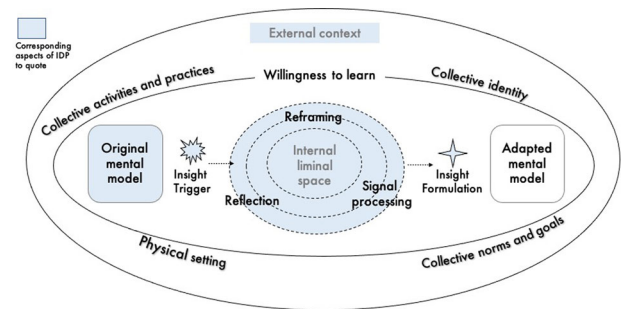 Corresponding
aspects of IDP
to quote
External context
Collective activities and practices
Willingness to learn
Collective identity
Original
mental
model
Insight
Trigger
Reframing
Internal
liminal
space
Reflection
Signal
processing
Insight
Formulation
Adapted
mental
model
Physical setting
Collective norms and goals